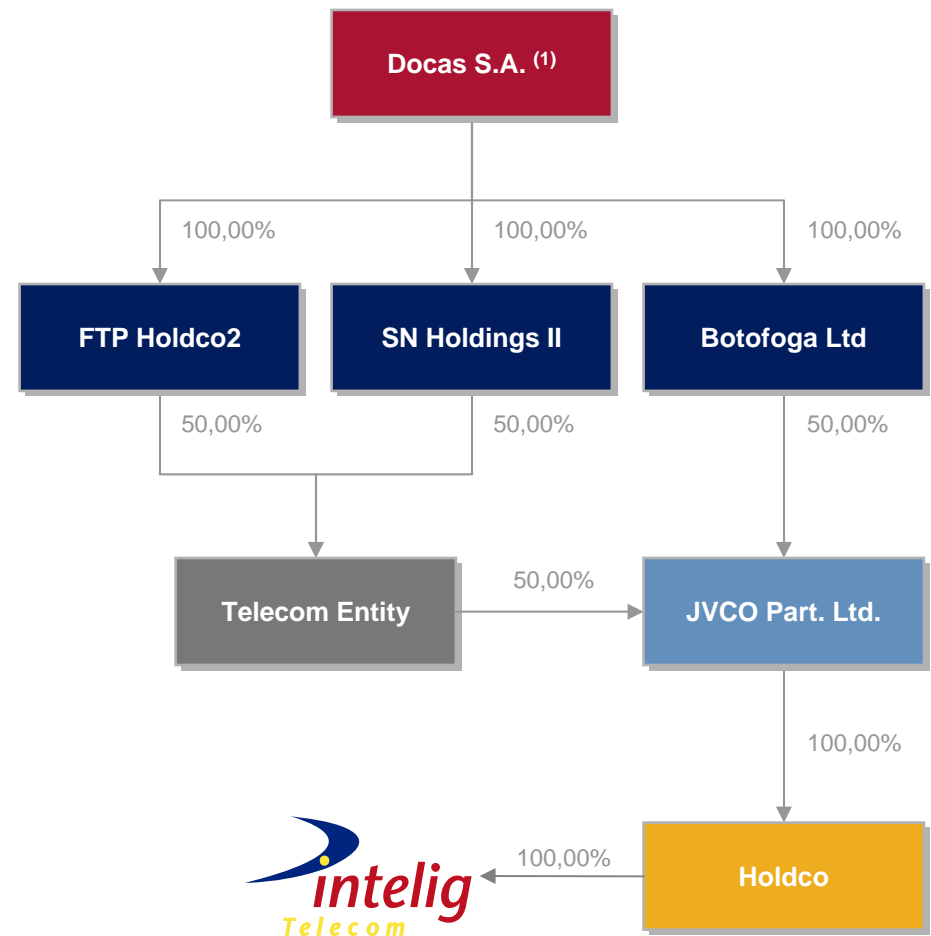 Docas S.A. (1)
100,00%
100,00%
100,00%
FTP Holdco2
SN Holdings II
Botofoga Ltd
50,00%
50,00%
50,00%
Telecom Entity
50,00%
JVCO Part. Ltd.
100,00%
intelig
Telecom
100,00%
Holdco